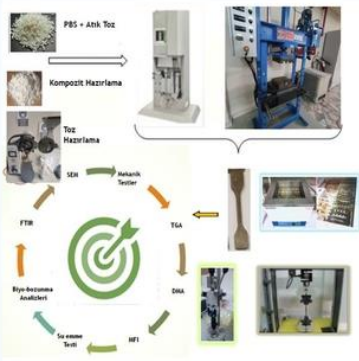 PBS + Atık Toz
Kompozit Hazırlama
Toz
Hazırlama
SEM
Mekanik
Testler
TGA
DMA
MFI
Su emme
Testi
Biyo-bozunma
Analizleri
FTIR